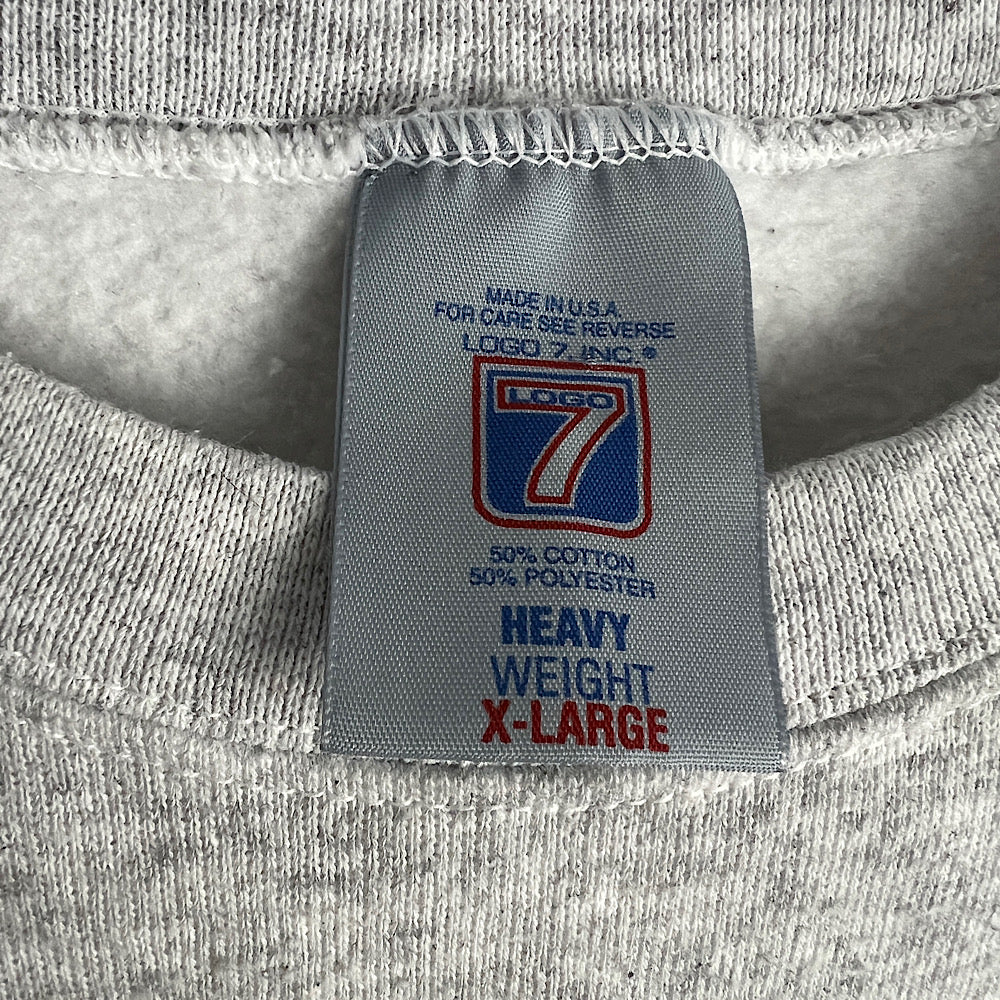 MADE IN U.S.A.
FOR CARE SEE REVERSE
LOGO 7 INC.®
LOGO
7
50% COTTON
50% POLYESTER
HEAVY
WEIGHT
X-LARGE